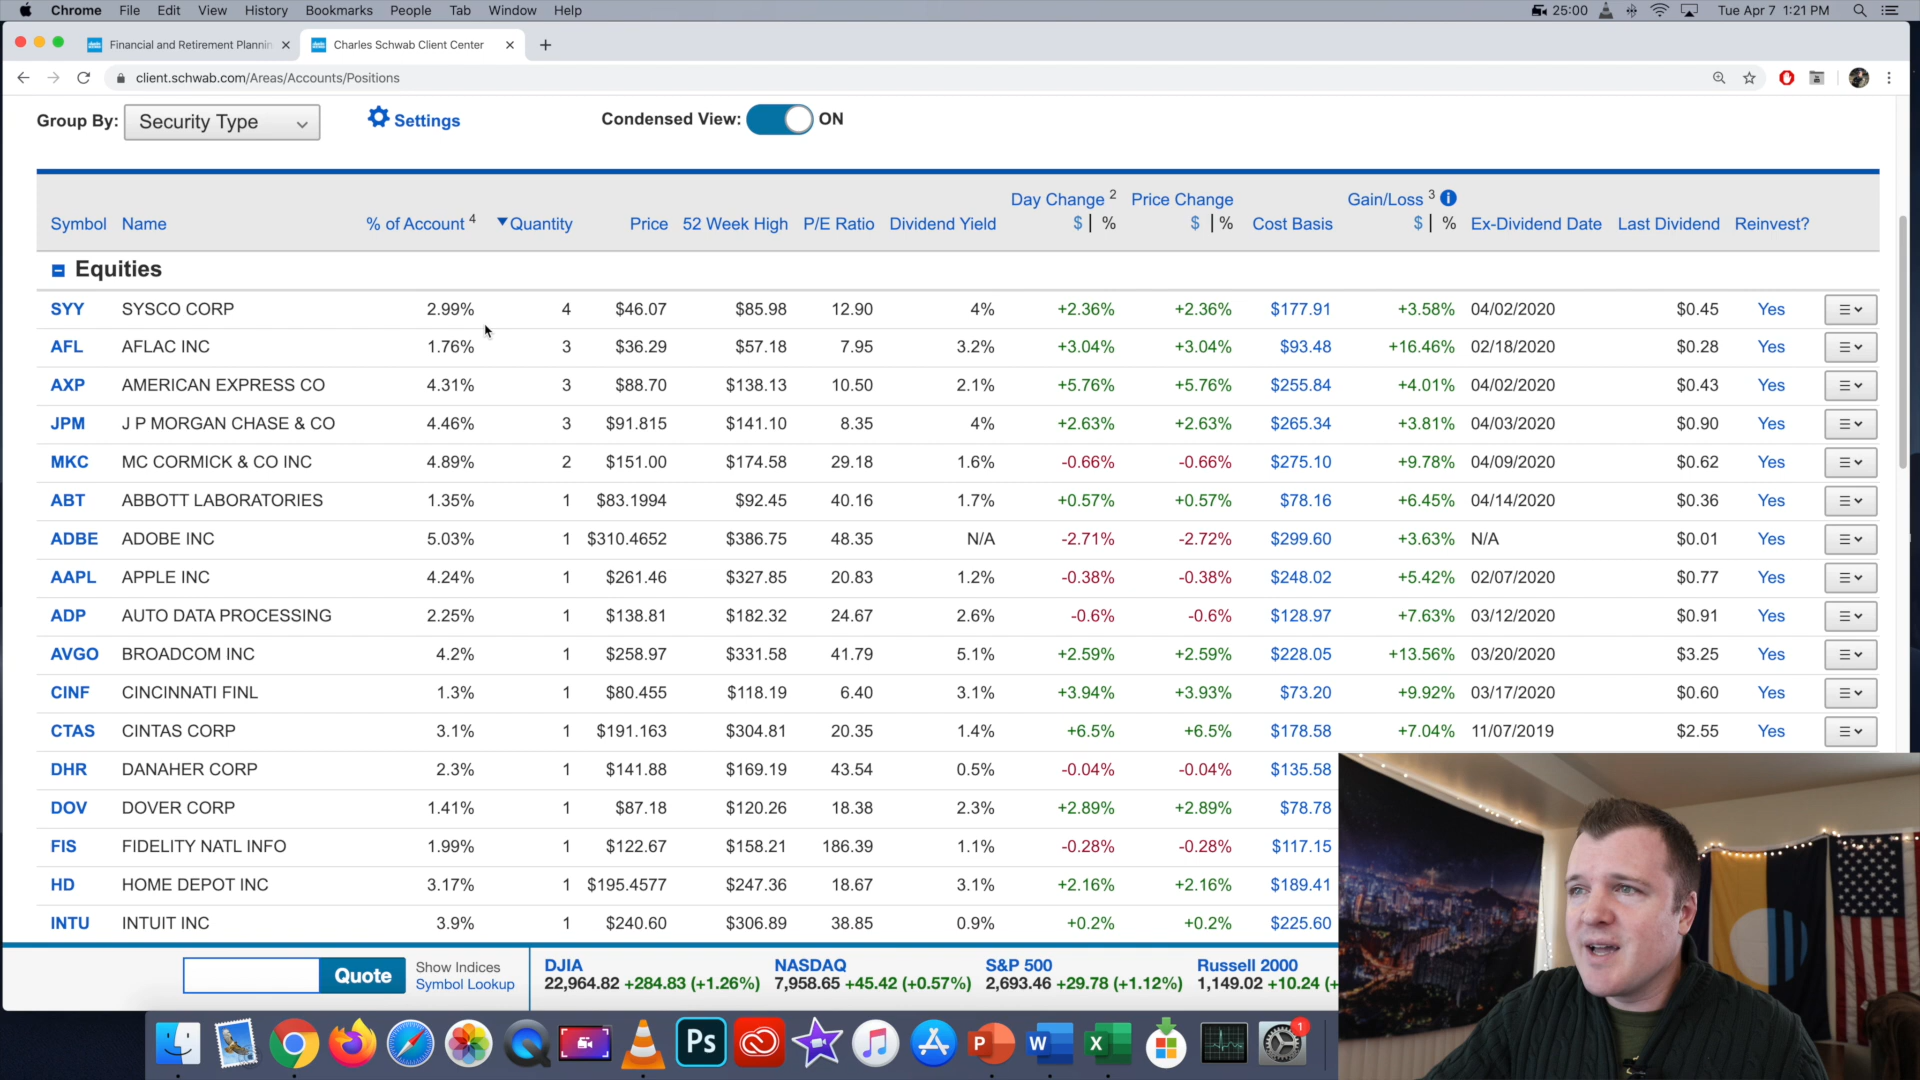 Chrome File Edit View History Bookmarks People Tab Window Help 25:00 Tue Apr 7 1:21 PM
Financial and Retirement Plannin Charles Schwab Client Center
client.schwab.com/Areas/Accounts/Positions
Group By: Security Type Settings Condensed View: ON
Day Change 2 Price Change Gain/Loss 3
Symbol Name % of Account 4 Quantity Price 52 Week High P/E Ratio Dividend Yield $ | % $ | % Cost Basis $ | % Ex-Dividend Date Last Dividend Reinvest?
Equities
SYY SYSCO CORP 2.99% 4 $46.07 $85.98 12.90 4% +2.36% +2.36% $177.91 +3.58% 04/02/2020 $0.45 Yes
AFL AFLAC INC 1.76% 3 $36.29 $57.18 7.95 3.2% +3.04% +3.04% $93.48 +16.46% 02/18/2020 $0.28 Yes
AXP AMERICAN EXPRESS CO 4.31% 3 $88.70 $138.13 10.50 2.1% +5.76% +5.76% $255.84 +4.01% 04/02/2020 $0.43 Yes
JPM J P MORGAN CHASE & CO 4.46% 3 $91.815 $141.10 8.35 4% +2.63% +2.63% $265.34 +3.81% 04/03/2020 $0.90 Yes
MKC MC CORMICK & CO INC 4.89% 2 $151.00 $174.58 29.18 1.6% -0.66% -0.66% $275.10 +9.78% 04/09/2020 $0.62 Yes
ABT ABBOTT LABORATORIES 1.35% 1 $83.1994 $92.45 40.16 1.7% +0.57% +0.57% $78.16 +6.45% 04/14/2020 $0.36 Yes
ADBE ADOBE INC 5.03% 1 $310.4652 $386.75 48.35 N/A -2.71% -2.72% $299.60 +3.63% N/A $0.01 Yes
AAPL APPLE INC 4.24% 1 $261.46 $327.85 20.83 1.2% -0.38% -0.38% $248.02 +5.42% 02/07/2020 $0.77 Yes
ADP AUTO DATA PROCESSING 2.25% 1 $138.81 $182.32 24.67 2.6% -0.6% -0.6% $128.97 +7.63% 03/12/2020 $0.91 Yes
AVGO BROADCOM INC 4.2% 1 $258.97 $331.58 41.79 5.1% +2.59% +2.59% $228.05 +13.56% 03/20/2020 $3.25 Yes
CINF CINCINNATI FINL 1.3% 1 $80.455 $118.19 6.40 3.1% +3.94% +3.93% $73.20 +9.92% 03/17/2020 $0.60 Yes
CTAS CINTAS CORP 3.1% 1 $191.163 $304.81 20.35 1.4% +6.5% +6.5% $178.58 +7.04% 11/07/2019 $2.55 Yes
DHR DANAHER CORP 2.3% 1 $141.88 $169.19 43.54 0.5% -0.04% -0.04% $135.58
DOV DOVER CORP 1.41% 1 $87.18 $120.26 18.38 2.3% +2.89% +2.89% $78.78
FIS FIDELITY NATL INFO 1.99% 1 $122.67 $158.21 186.39 1.1% -0.28% -0.28% $117.15
HD HOME DEPOT INC 3.17% 1 $195.4577 $247.36 18.67 3.1% +2.16% +2.16% $189.41
INTU INTUIT INC 3.9% 1 $240.60 $306.89 38.85 0.9% +0.2% +0.2% $225.60
Quote Show Indices DJIA NASDAQ S&P 500 Russell 2000
Symbol Lookup 22,964.82 +284.83 (+1.26%) 7,958.65 +45.42 (+0.57%) 2,693.46 +29.78 (+1.12%) 1,149.02 +10.24 (+
Ps P W X 1